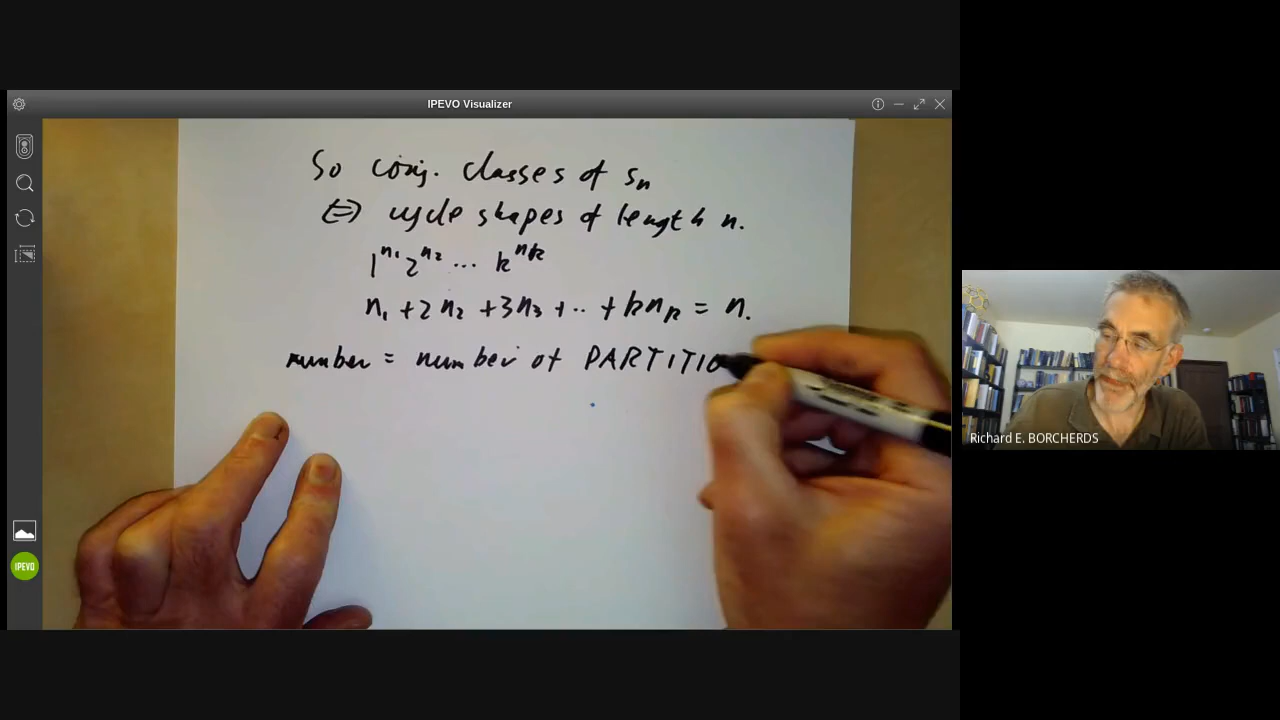 IPEVO Visualizer
So conj. classes of Sₙ
⇔ cycle shapes of length n.
1^n₁ 2^n₂ ... k^nₖ
n₁ + 2n₂ + 3n₃ + .. + knₖ = n.
number = number of PARTITIO
Richard E. BORCHERDS
IPEVO